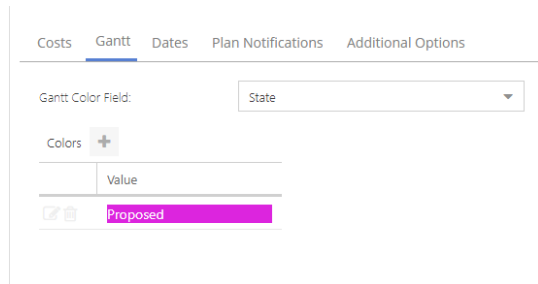 Costs Gantt Dates Plan Notifications Additional Options
Gantt Color Field: State
Colors
Value
Proposed